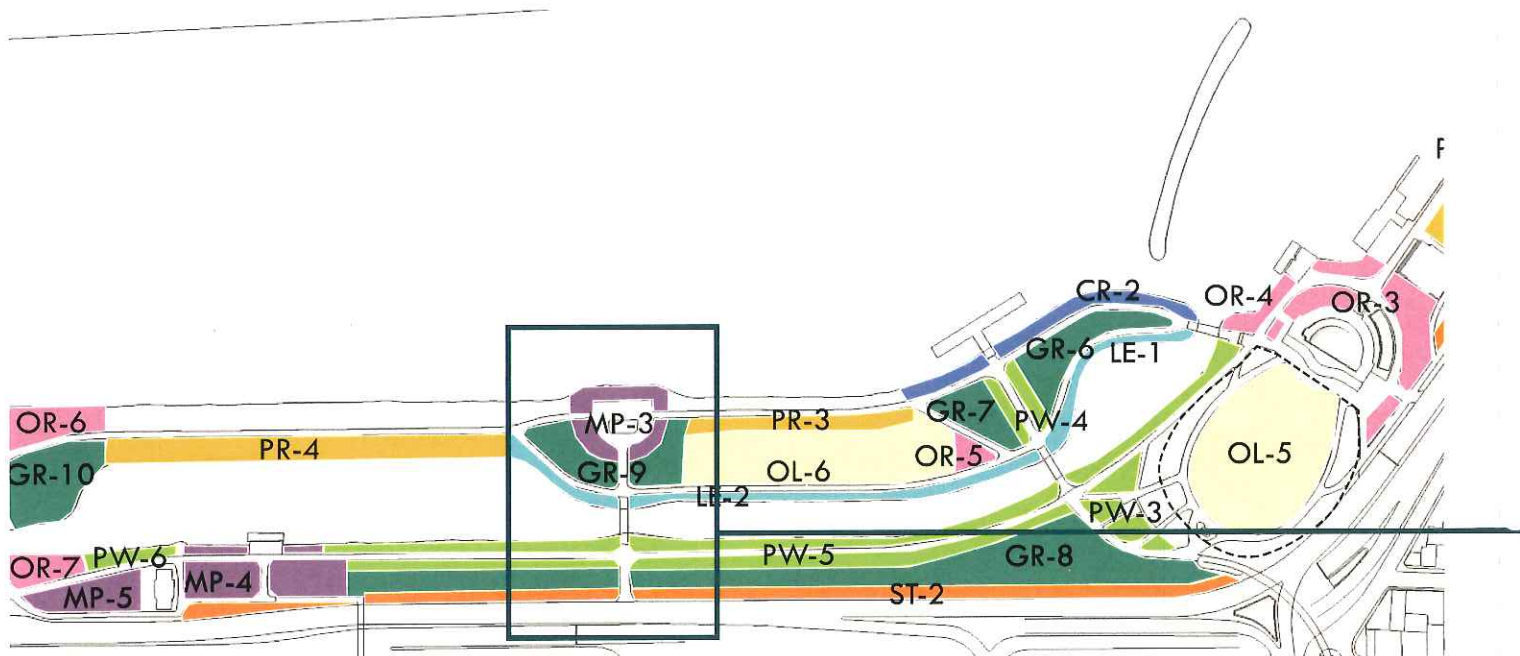 F
CR-2
OR-4
OR-3
GR-6
LE-1
OR-6
MP-3
PR-3
GR-7
PW-4
PR-4
GR-10
GR-9
OL-6
OR-5
OL-5
LE-2
PW-3
PW-6
PW-5
GR-8
OR-7
MP-4
MP-5
ST-2